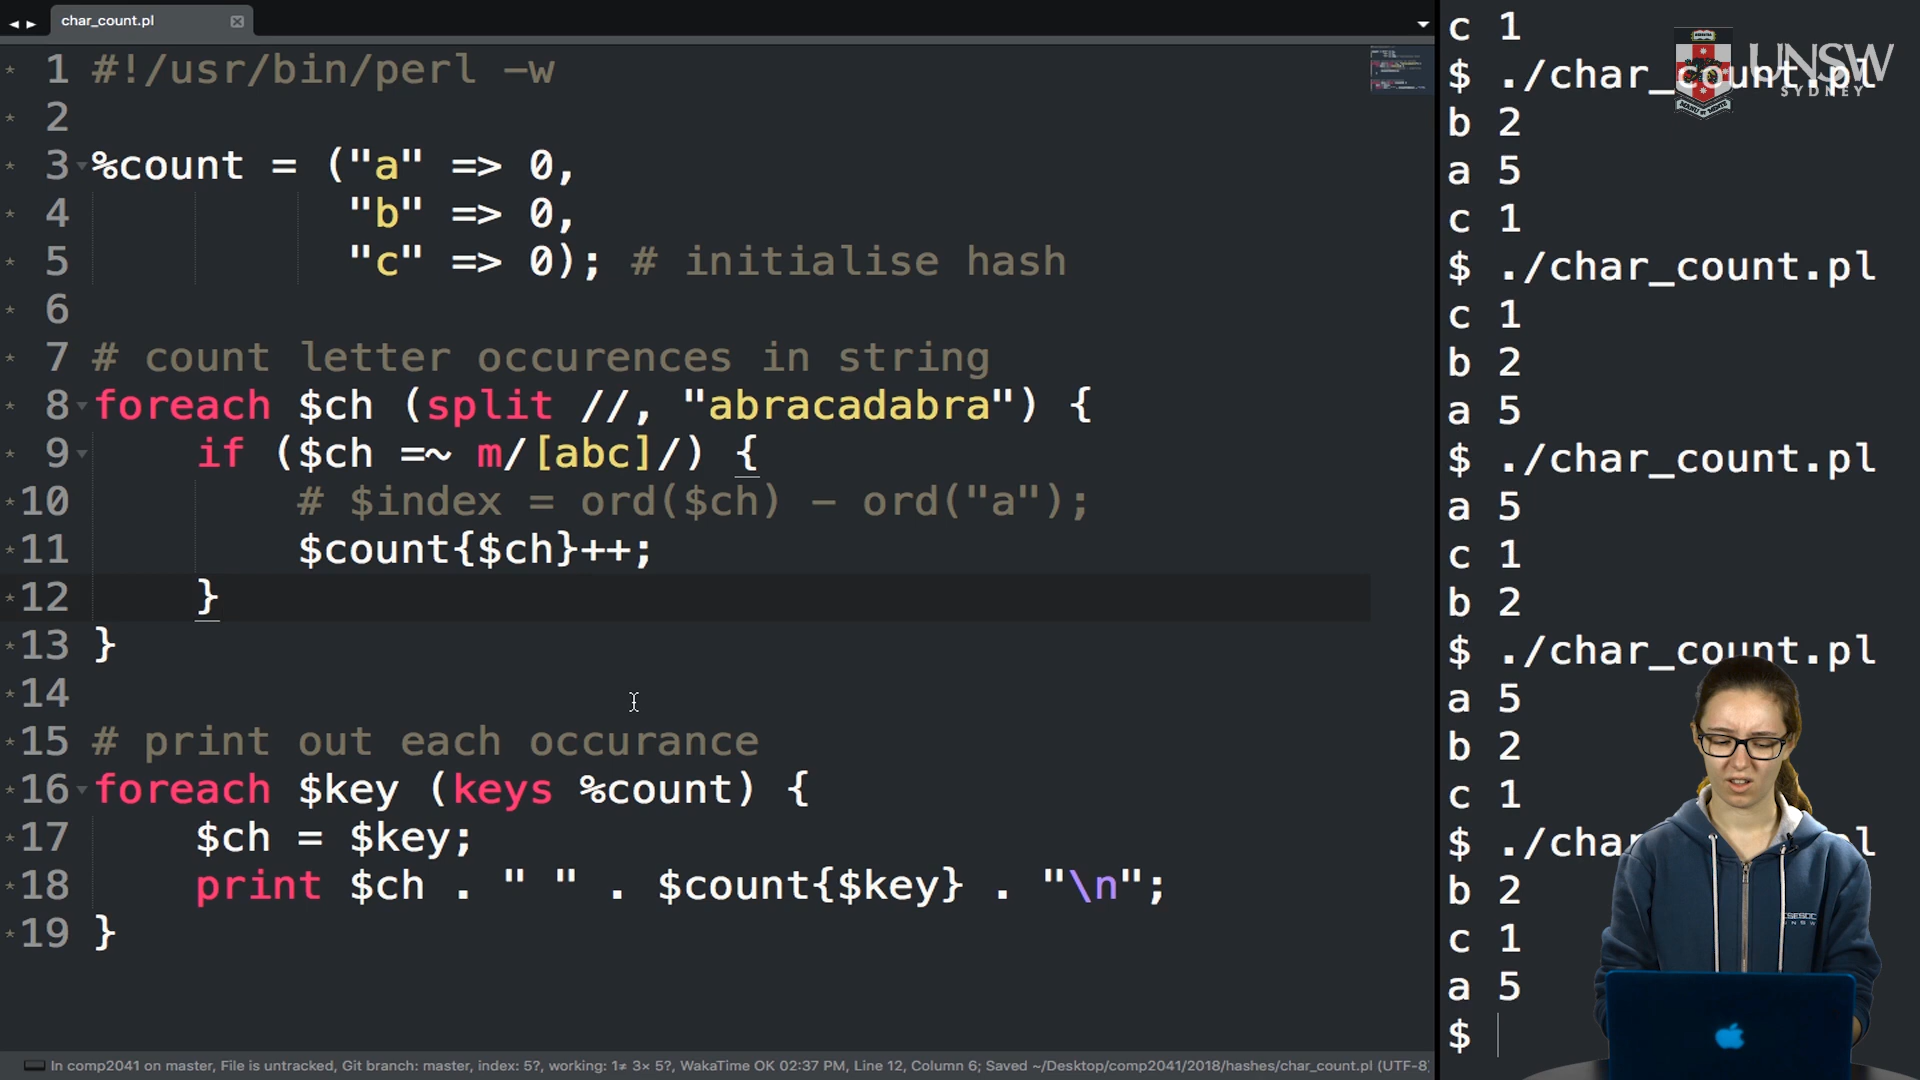 char_count.pl
1 #!/usr/bin/perl -w
2
3 %count = ("a" => 0,
4 "b" => 0,
5 "c" => 0); # initialise hash
6
7 # count letter occurences in string
8 foreach $ch (split //, "abracadabra") {
9 if ($ch =~ m/[abc]/) {
10 # $index = ord($ch) - ord("a");
11 $count{$ch}++;
12 }
13 }
14
15 # print out each occurance
16 foreach $key (keys %count) {
17 $ch = $key;
18 print $ch . " " . $count{$key} . "\n";
19 }
In comp2041 on master, File is untracked, Git branch: master, index: 5?, working: 1≠ 3× 5?, WakaTime OK 02:37 PM, Line 12, Column 6; Saved ~/Desktop/comp2041/2018/hashes/char_count.pl (UTF-8)
c 1
$ ./char_count.pl
b 2
a 5
c 1
$ ./char_count.pl
c 1
b 2
a 5
$ ./char_count.pl
a 5
c 1
b 2
$ ./char_count.pl
a 5
b 2
c 1
$ ./cha
l
b 2
c 1
a 5
$
UNSW
SYDNEY